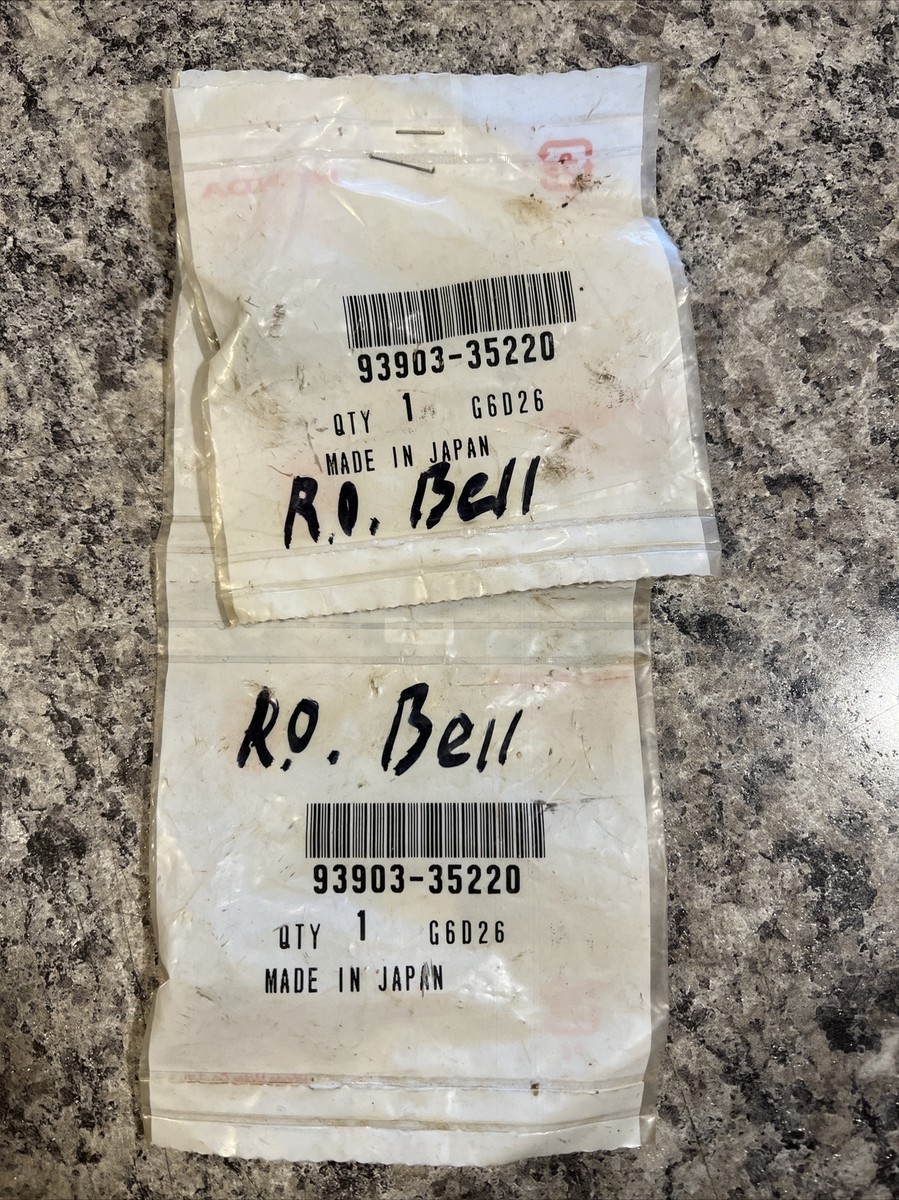 93903-35220
QTY 1 G6D26
MADE IN JAPAN
R.O. Bell
R.O. Bell
93903-35220
QTY 1 G6D26
MADE IN JAPAN